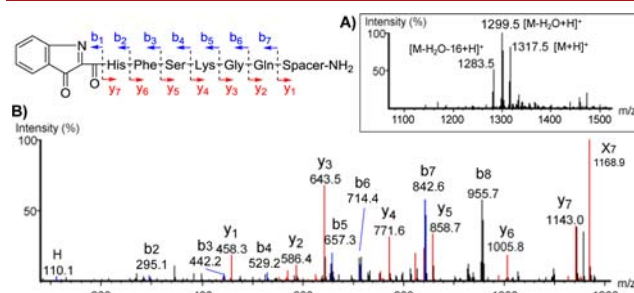 b₁ b₂ b₃ b₄ b₅ b₆ b₇
N
O O
His Phe Ser Lys Gly Gln Spacer-NH₂
y₇ y₆ y₅ y₄ y₃ y₂ y₁
A)
Intensity (%)
1299.5 [M-H₂O+H]⁺
[M-H₂O-16+H]⁺ 1317.5 [M+H]⁺
1283.5
100
50
1100 1200 1300 1400 1500 m/z
B)
Intensity (%)
100
50
H
110.1
b2
295.1
b3
442.2
y₁
458.3
b4
529.2
y₂
586.4
y₃
643.5
b5
657.3
b6
714.4
y₄
771.6
b7
842.6
y₅
858.7
b8
955.7
y₆
1005.8
y₇
1143.0
X₇
1168.9
m/z